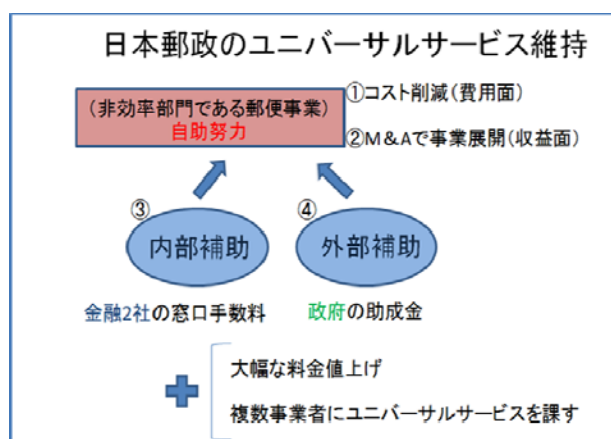 日本郵政のユニバーサルサービス維持
(非効率部門である郵便事業)
自助努力
①コスト削減(費用面)
②M&Aで事業展開(収益面)
③
内部補助
④
外部補助
金融2社の窓口手数料
政府の助成金
大幅な料金値上げ
複数事業者にユニバーサルサービスを課す